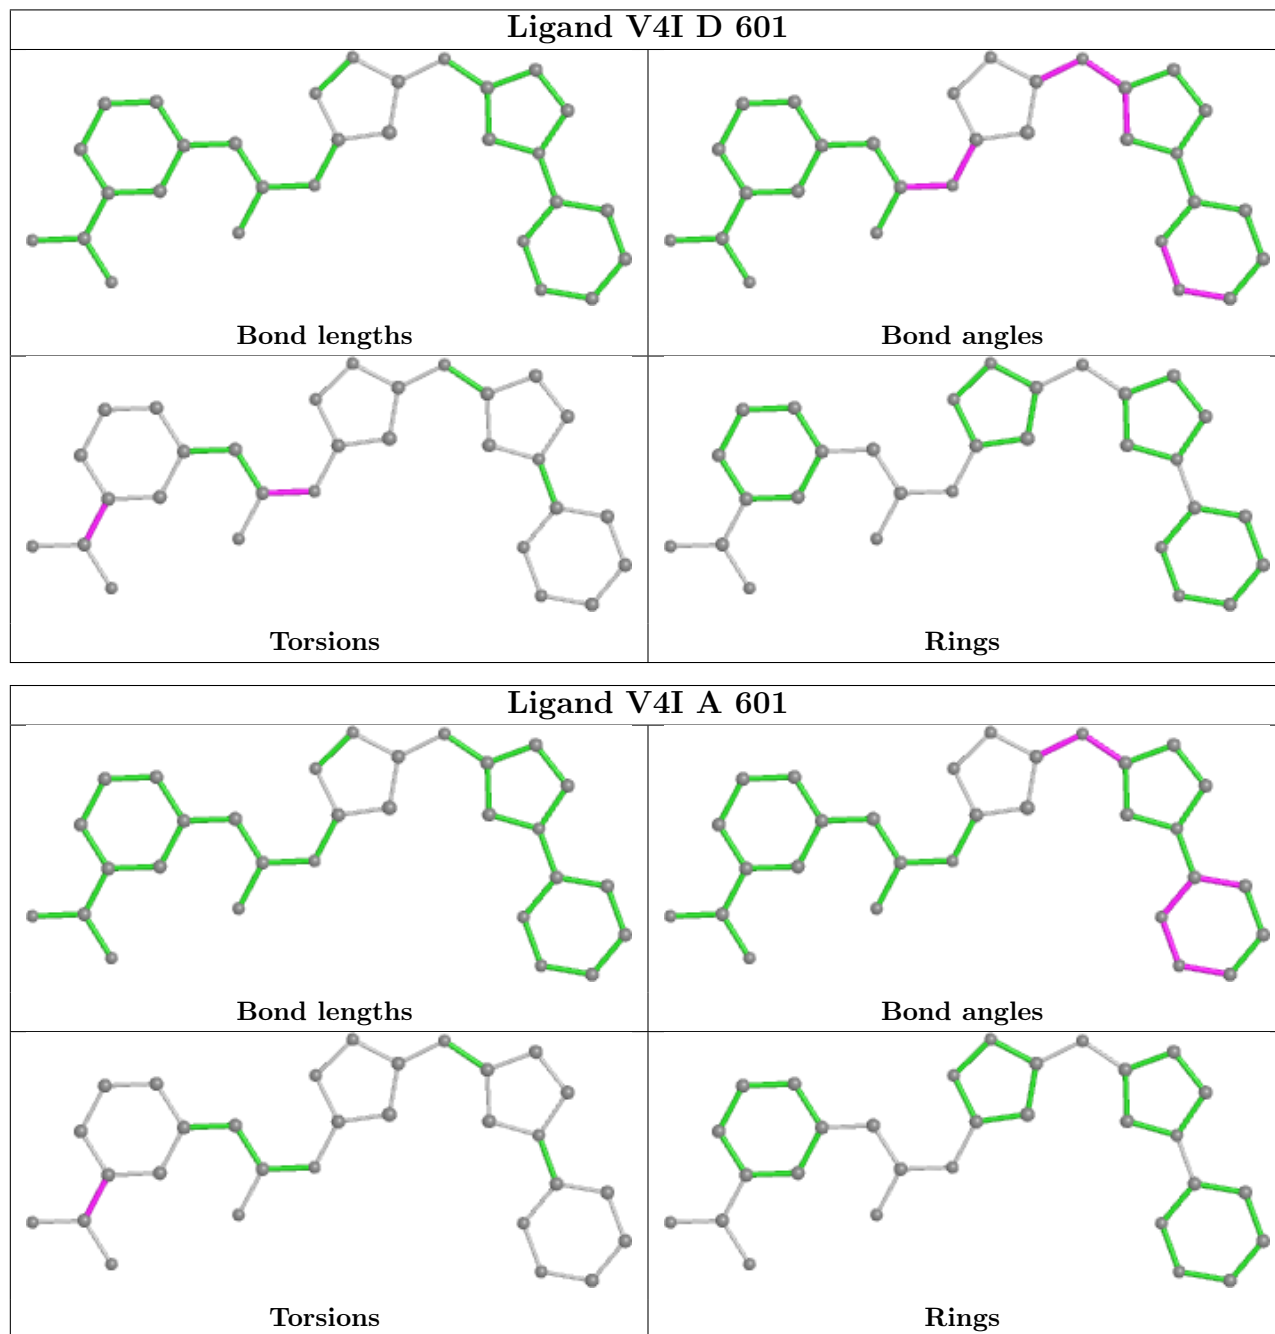 Ligand V4I D 601
Bond lengths
Bond angles
Torsions
Rings
Ligand V4I A 601
Bond lengths
Bond angles
Torsions
Rings